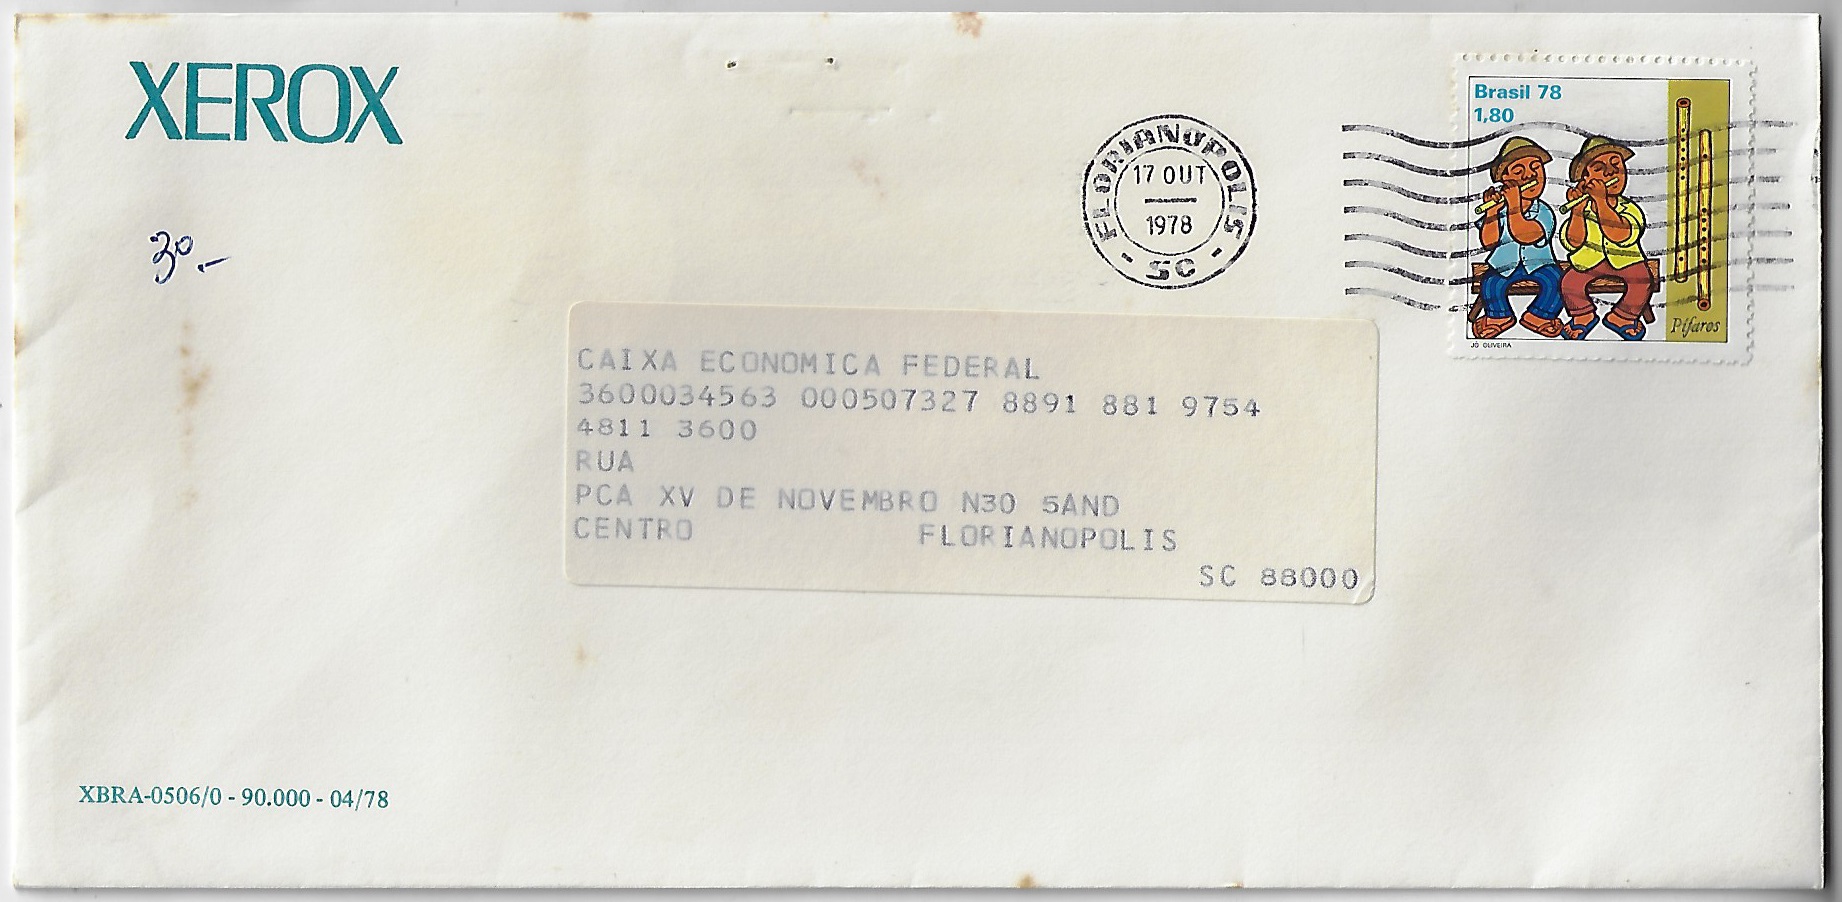 XEROX
30,-
FLORIANOPOLIS
17 OUT
1978
- SC -
Brasil 78
1,80
Pífaros
JÔ OLIVEIRA
CAIXA ECONOMICA FEDERAL
3600034563 000507327 8891 881 9754
4811 3600
RUA
PCA XV DE NOVEMBRO N30 5AND
CENTRO FLORIANOPOLIS
SC 88000
XBRA-0506/0 - 90.000 - 04/78